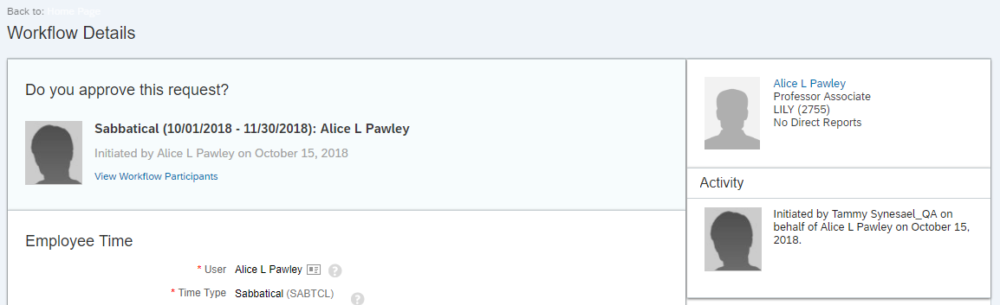 Back to: Home Page
Workflow Details
Do you approve this request?
Sabbatical (10/01/2018 - 11/30/2018): Alice L Pawley
Initiated by Alice L Pawley on October 15, 2018
View Workflow Participants
Employee Time
* User Alice L Pawley
* Time Type Sabbatical (SABTCL)
Alice L Pawley
Professor Associate
LILY (2755)
No Direct Reports
Activity
Initiated by Tammy Synesael_QA on
behalf of Alice L Pawley on October 15,
2018.